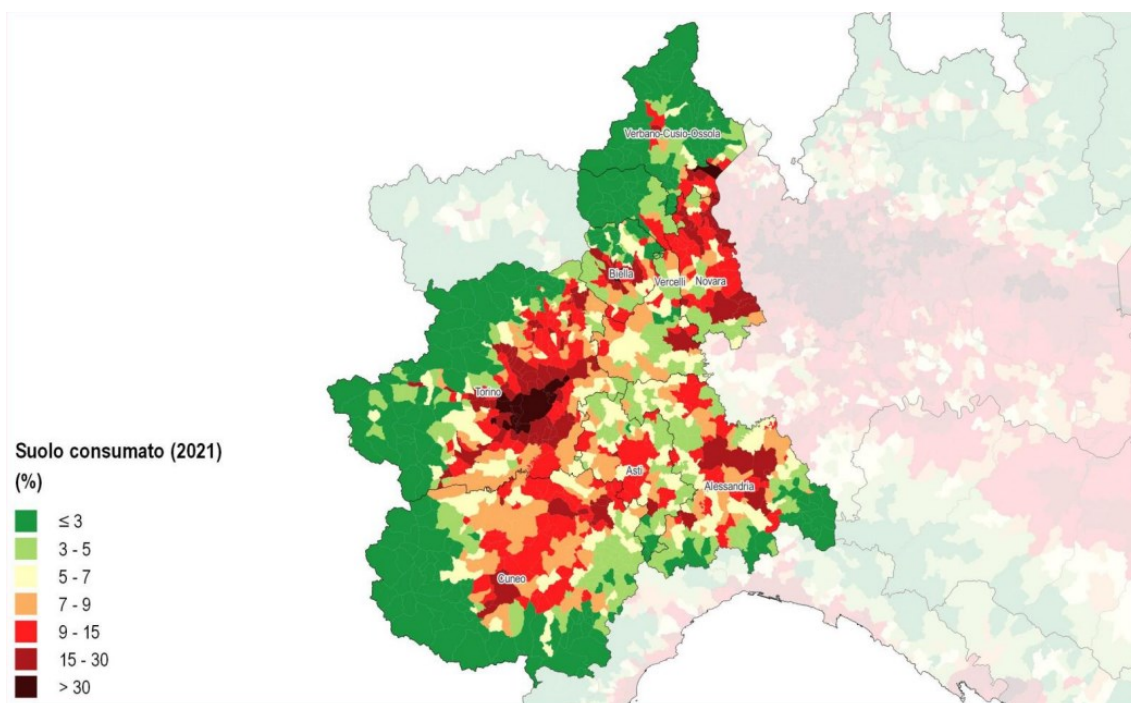 Verbano-Cusio-Ossola
Biella
Vercelli
Novara
Torino
Asti
Alessandria
Cuneo
Suolo consumato (2021)
(%)
≤ 3
3 - 5
5 - 7
7 - 9
9 - 15
15 - 30
> 30